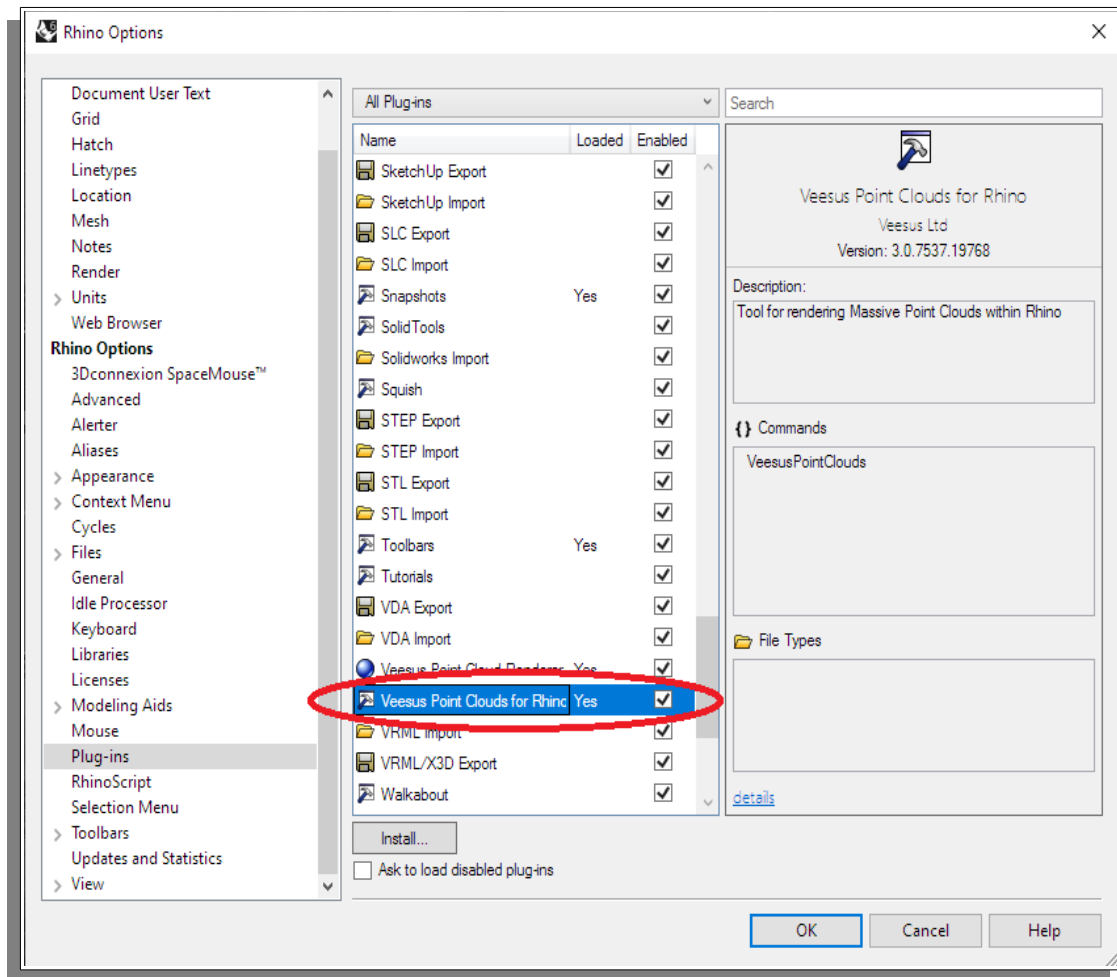 Rhino Options
Document User Text
Grid
Hatch
Linetypes
Location
Mesh
Notes
Render
Units
Web Browser
Rhino Options
3Dconnexion SpaceMouse™
Advanced
Alerter
Aliases
Appearance
Context Menu
Cycles
Files
General
Idle Processor
Keyboard
Libraries
Licenses
Modeling Aids
Mouse
Plug-ins
RhinoScript
Selection Menu
Toolbars
Updates and Statistics
View
All Plug-ins
Name Loaded Enabled
SketchUp Export
SketchUp Import
SLC Export
SLC Import
Snapshots Yes
SolidTools
Solidworks Import
Squish
STEP Export
STEP Import
STL Export
STL Import
Toolbars Yes
Tutorials
VDA Export
VDA Import
Veesus Point Cloud Renderer Yes
Veesus Point Clouds for Rhino Yes
VRML Import
VRML/X3D Export
Walkabout
Install...
Ask to load disabled plug-ins
Search
Veesus Point Clouds for Rhino
Veesus Ltd
Version: 3.0.7537.19768
Description:
Tool for rendering Massive Point Clouds within Rhino
{} Commands
VeesusPointClouds
File Types
details
OK Cancel Help